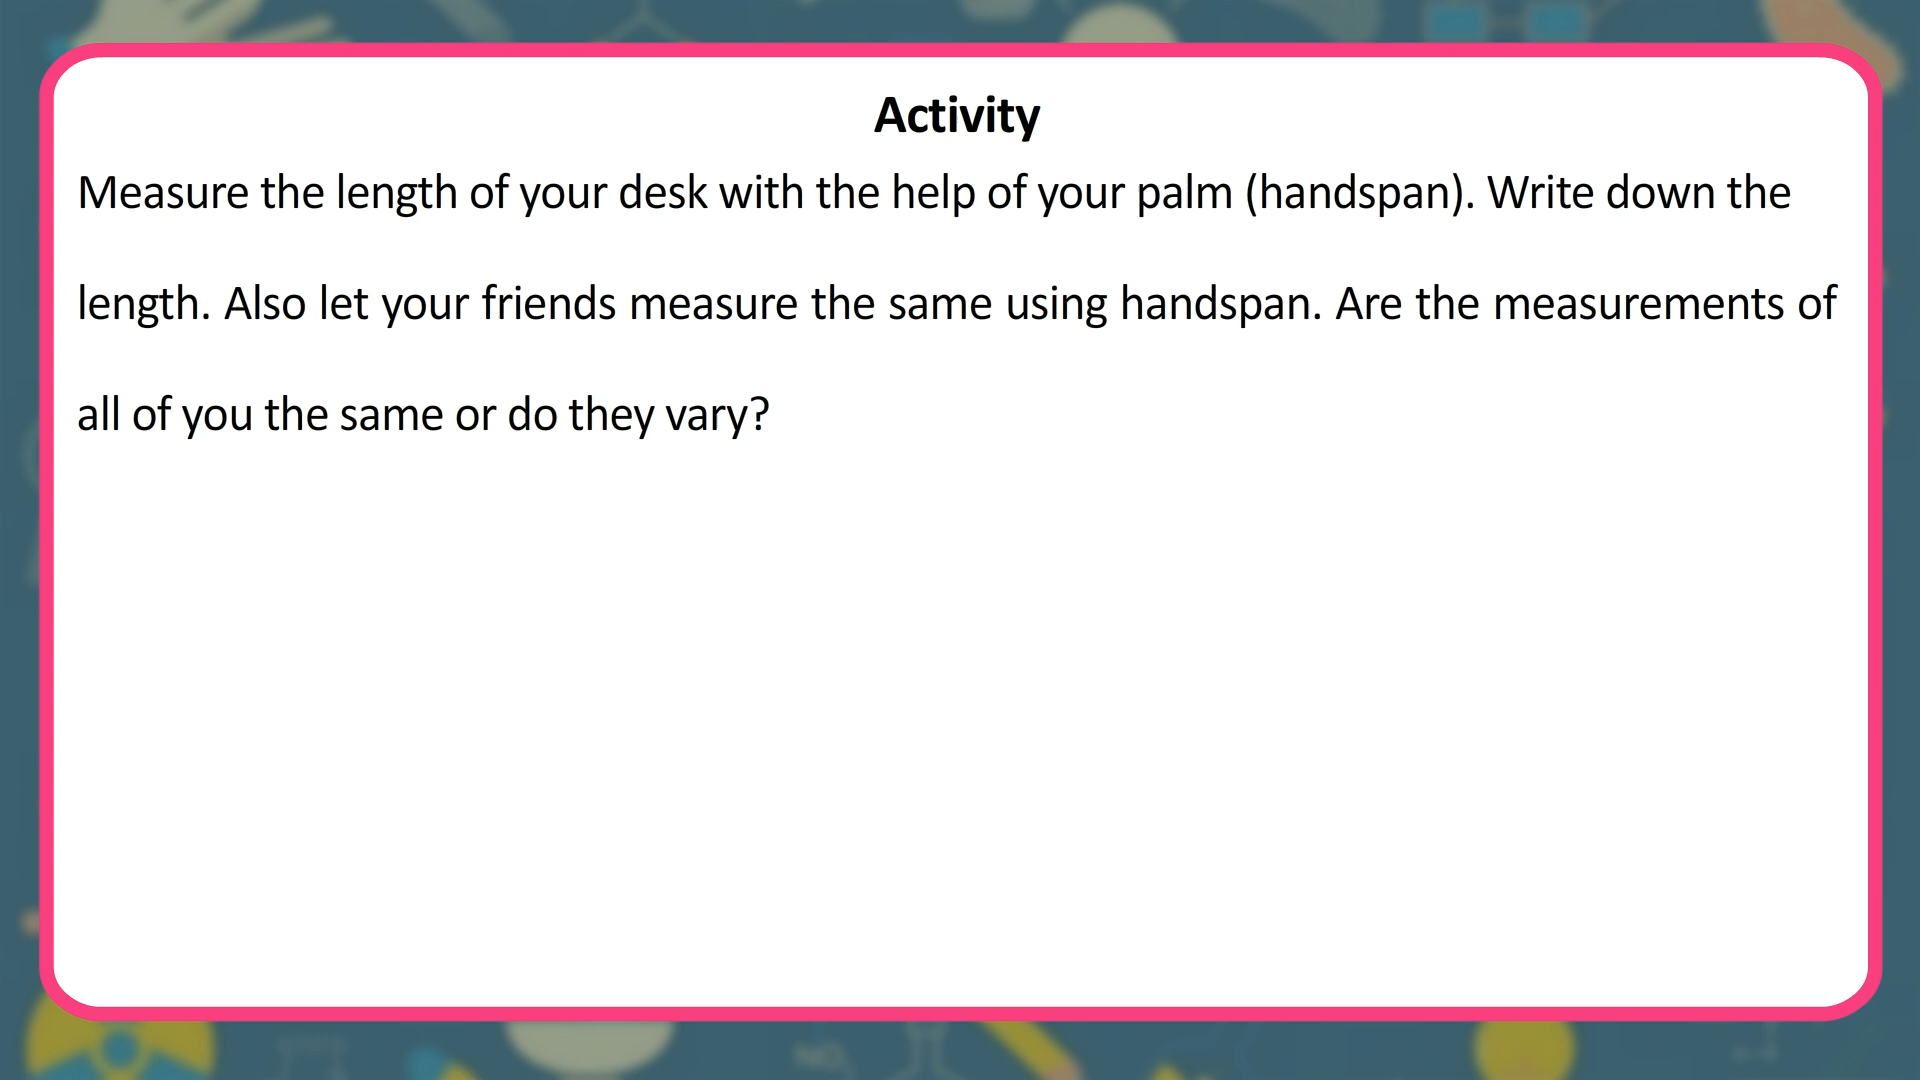 Activity
Measure the length of your desk with the help of your palm (handspan). Write down the
length. Also let your friends measure the same using handspan. Are the measurements of
all of you the same or do they vary?
NO